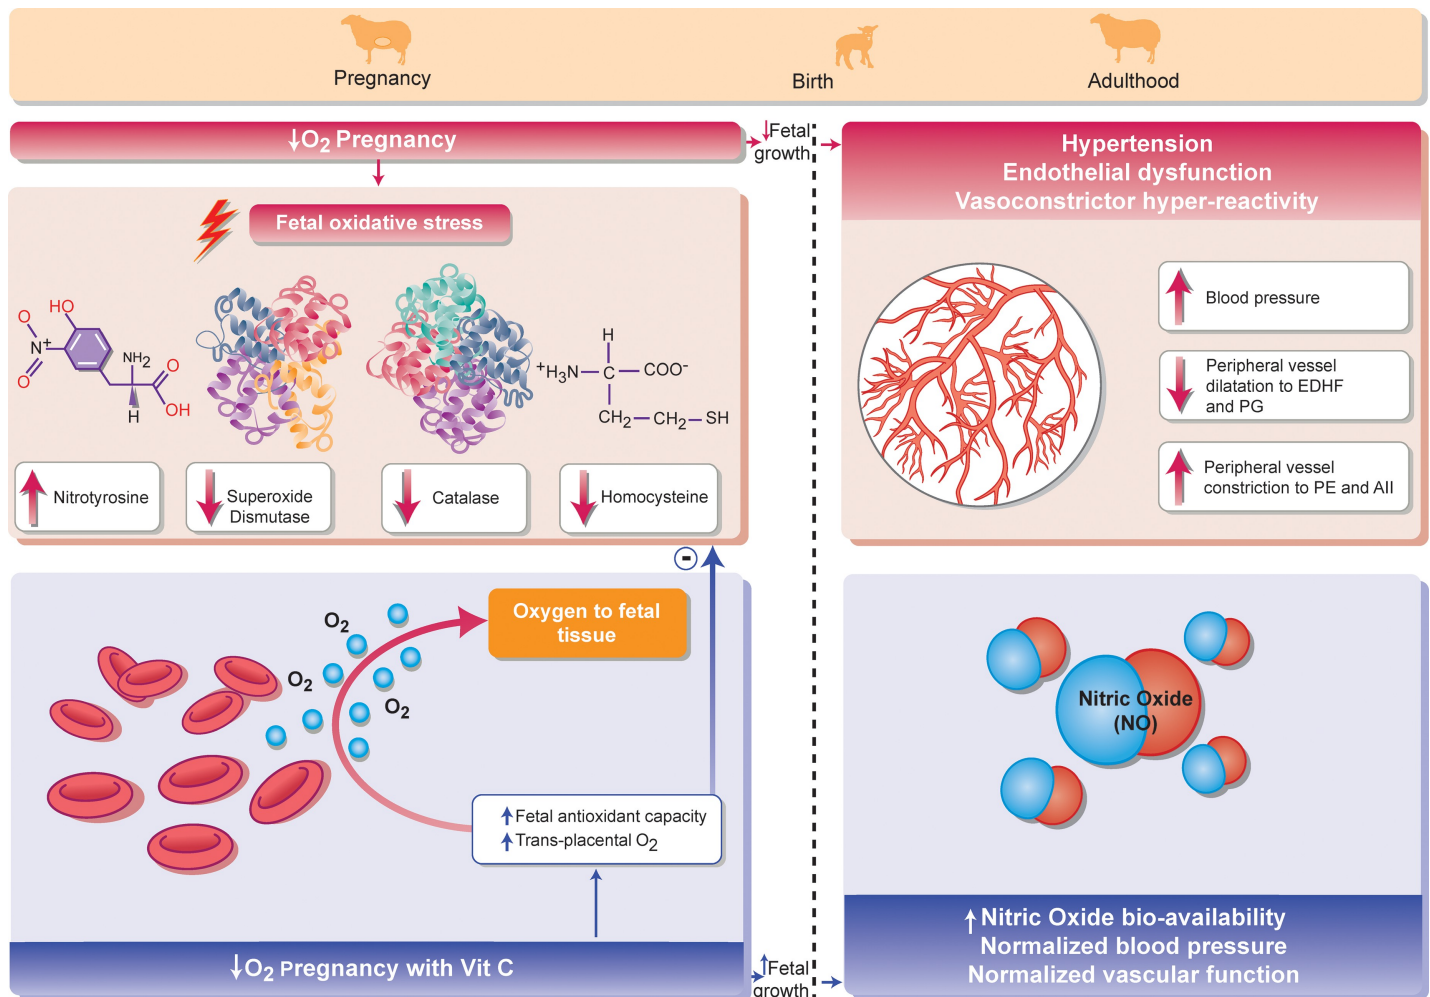 Pregnancy
Birth
Adulthood
↓O2 Pregnancy
↓Fetal
growth
Hypertension
Endothelial dysfunction
Vasoconstrictor hyper-reactivity
Fetal oxidative stress
HO
O
N+
O
NH2
O
OH
H
H
+H3N
C
COO-
CH2
CH2
SH
Nitrotyrosine
Superoxide
Dismutase
Catalase
Homocysteine
Blood pressure
Peripheral vessel
dilatation to EDHF
and PG
Peripheral vessel
constriction to PE and AII
-
O2
O2
O2
Oxygen to fetal
tissue
↑Fetal antioxidant capacity
↑Trans-placental O2
↓O2 Pregnancy with Vit C
↑Fetal
growth
Nitric Oxide
(NO)
↑Nitric Oxide bio-availability
Normalized blood pressure
Normalized vascular function